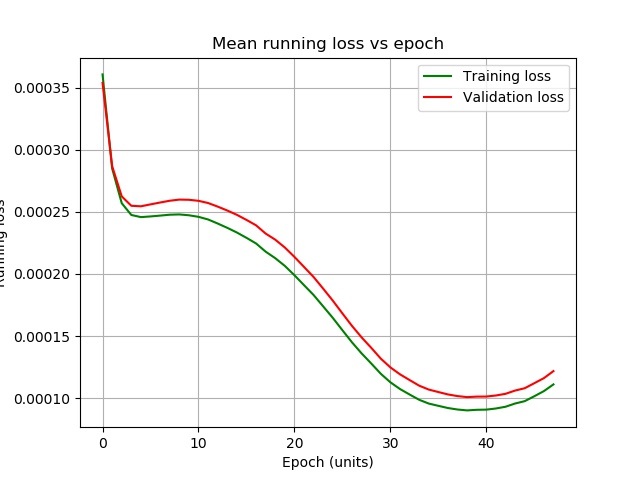 Mean running loss vs epoch
Training loss
Validation loss
0.00035
0.00030
0.00025
0.00020
0.00015
0.00010
Running loss
0 10 20 30 40
Epoch (units)